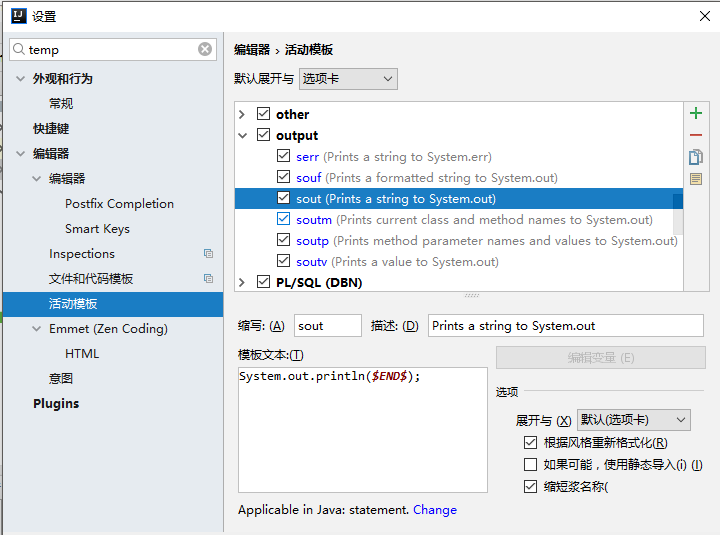 设置
temp
外观和行为
常规
快捷键
编辑器
编辑器
Postfix Completion
Smart Keys
Inspections
文件和代码模板
活动模板
Emmet (Zen Coding)
HTML
意图
Plugins
编辑器 › 活动模板
默认展开与 选项卡
other
output
serr (Prints a string to System.err)
souf (Prints a formatted string to System.out)
sout (Prints a string to System.out)
soutm (Prints current class and method names to System.out)
soutp (Prints method parameter names and values to System.out)
soutv (Prints a value to System.out)
PL/SQL (DBN)
缩写: (A) sout 描述: (D) Prints a string to System.out
模板文本:(T)
编辑变量 (E)
System.out.println($END$);
选项
展开与 (X) 默认(选项卡)
根据风格重新格式化(R)
如果可能，使用静态导入(i) (I)
缩短浆名称(
Applicable in Java: statement. Change